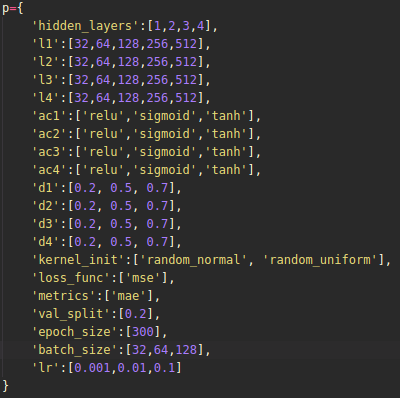 p={
'hidden_layers':[1,2,3,4],
'l1':[32,64,128,256,512],
'l2':[32,64,128,256,512],
'l3':[32,64,128,256,512],
'l4':[32,64,128,256,512],
'ac1':['relu','sigmoid','tanh'],
'ac2':['relu','sigmoid','tanh'],
'ac3':['relu','sigmoid','tanh'],
'ac4':['relu','sigmoid','tanh'],
'd1':[0.2, 0.5, 0.7],
'd2':[0.2, 0.5, 0.7],
'd3':[0.2, 0.5, 0.7],
'd4':[0.2, 0.5, 0.7],
'kernel_init':['random_normal', 'random_uniform'],
'loss_func':['mse'],
'metrics':['mae'],
'val_split':[0.2],
'epoch_size':[300],
'batch_size':[32,64,128],
'lr':[0.001,0.01,0.1]
}